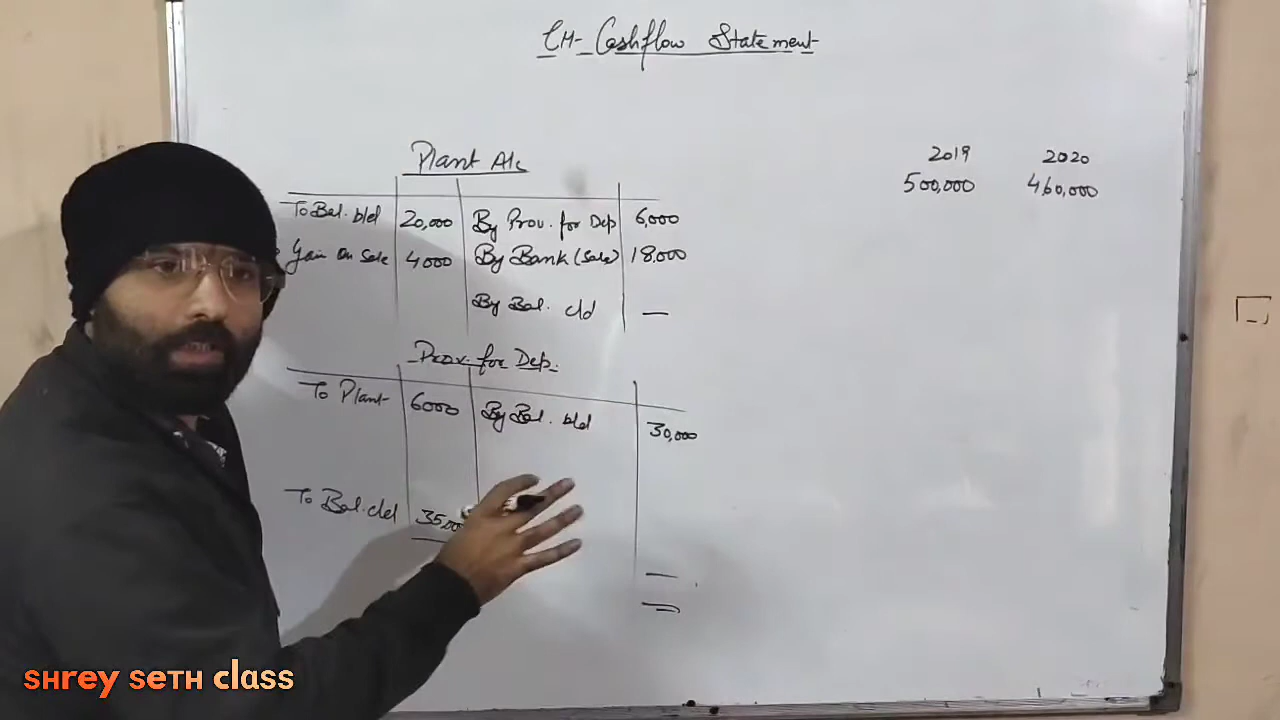 CH- Cashflow Statement
Plant A/c
To Bal. b/d 20,000 By Prov. for Dep 6,000
Gain on Sale 4000 By Bank (Sale) 18,000
By Bal. c/d —
Prov. for Dep.
To Plant 6000 By Bal. b/d 30,000
To Bal. c/d
2019 2020
500,000 460,000
SHREY SETH CLASS